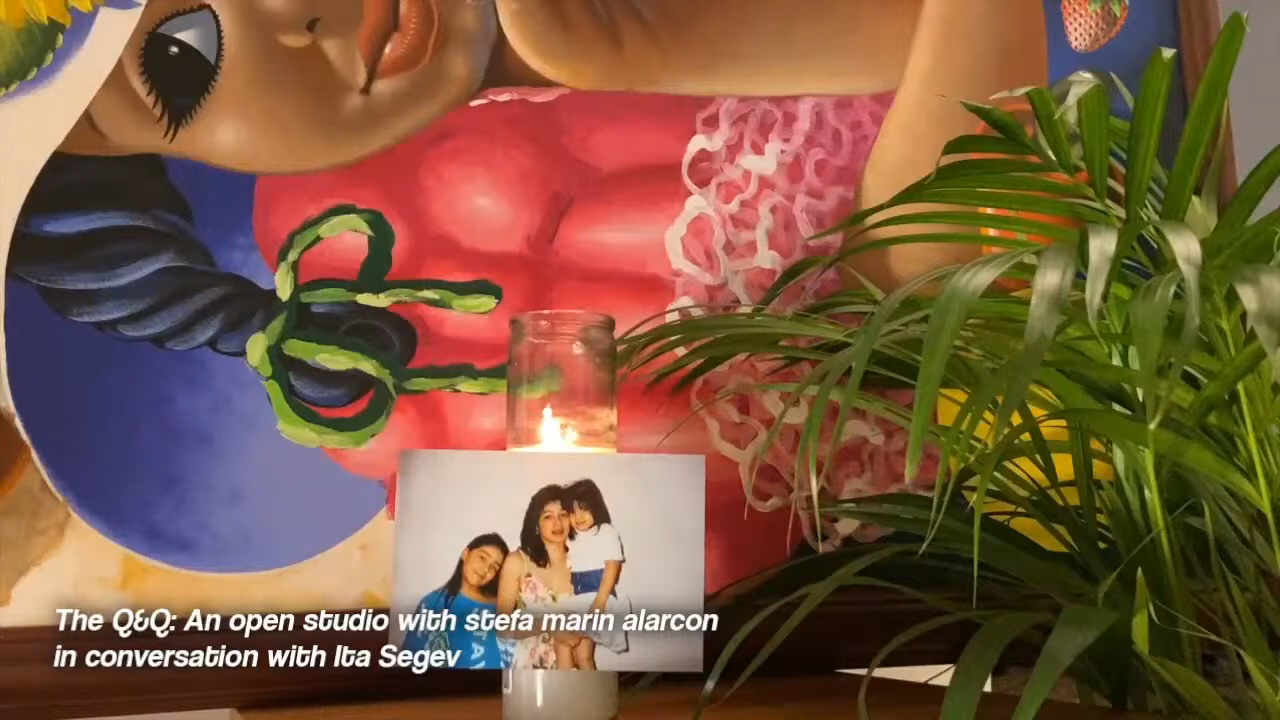 The Q&Q: An open studio with stefa marin alarcon
in conversation with Ita Segev